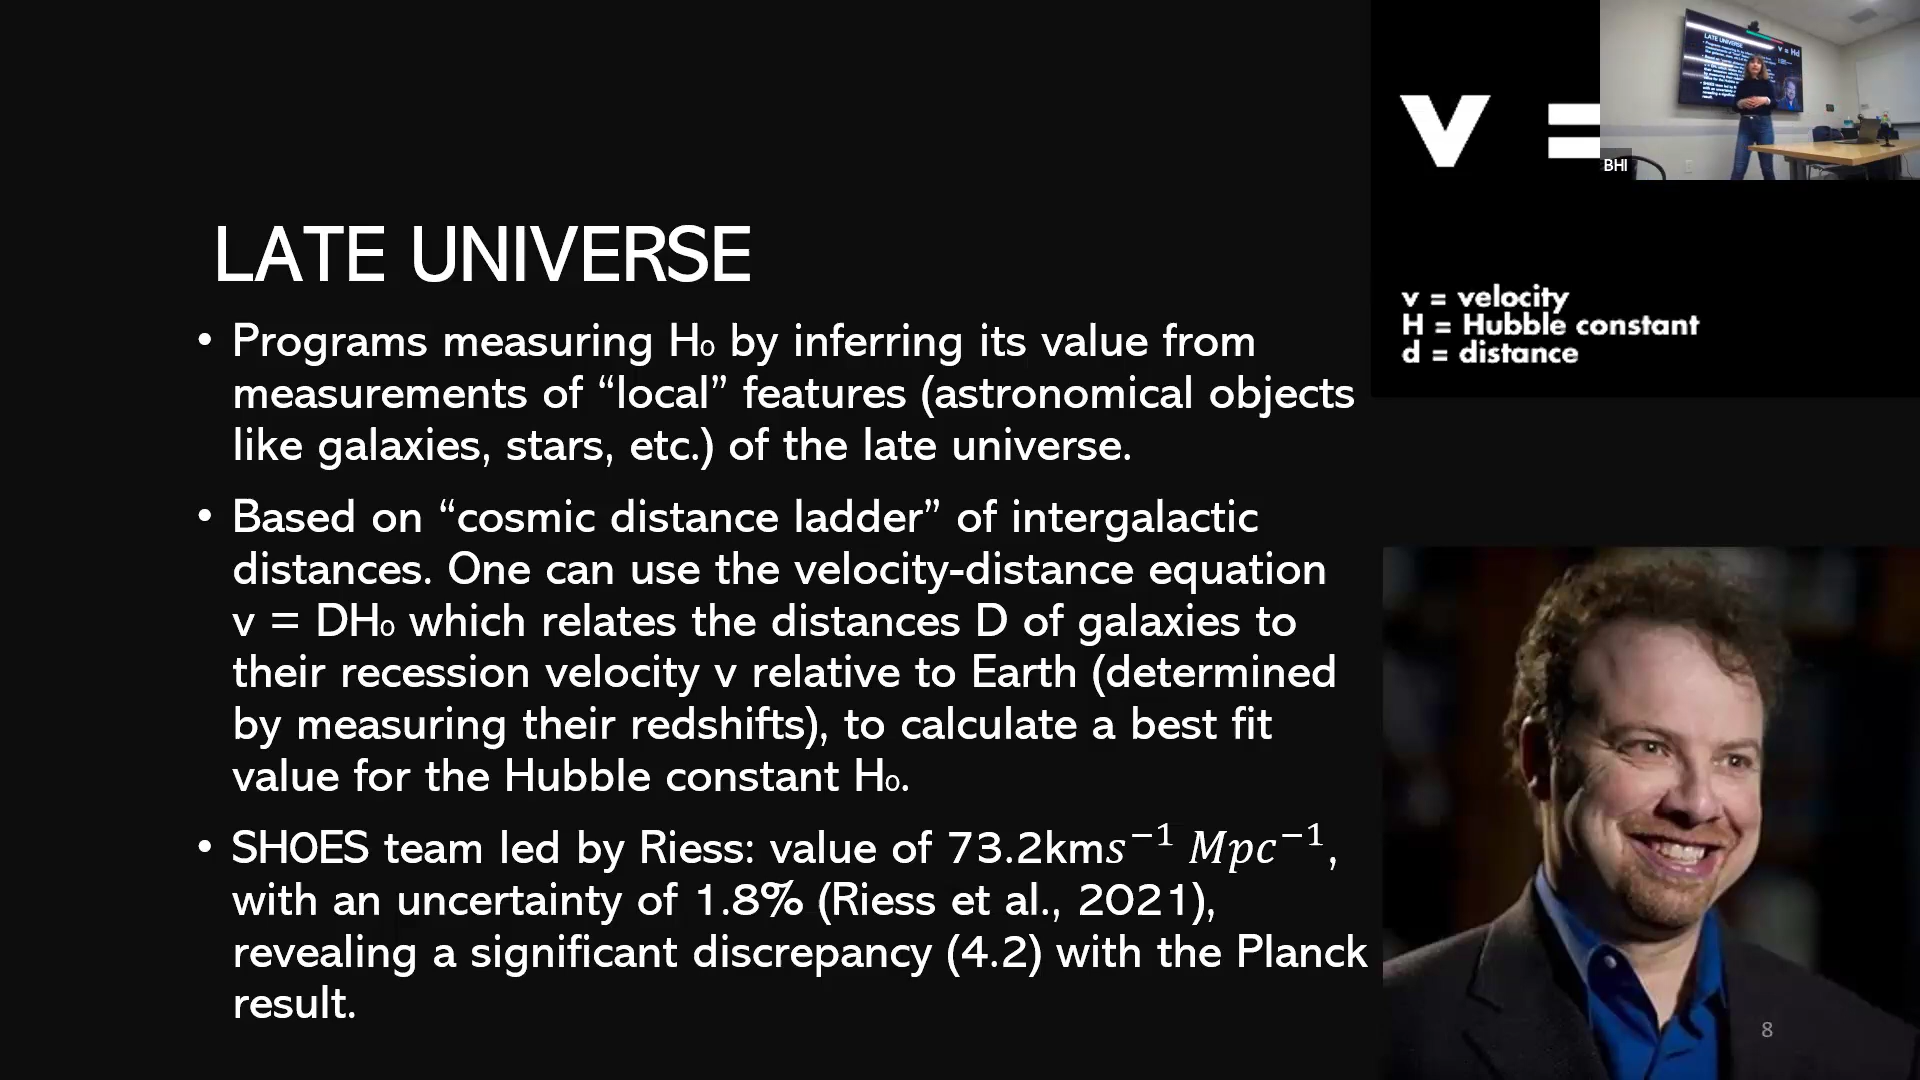 v =
BHI
v = velocity
H = Hubble constant
d = distance
LATE UNIVERSE
• Programs measuring H₀ by inferring its value from
measurements of “local” features (astronomical objects
like galaxies, stars, etc.) of the late universe.
• Based on “cosmic distance ladder” of intergalactic
distances. One can use the velocity-distance equation
v = DH₀ which relates the distances D of galaxies to
their recession velocity v relative to Earth (determined
by measuring their redshifts), to calculate a best fit
value for the Hubble constant H₀.
• SHOES team led by Riess: value of 73.2kms⁻¹ Mpc⁻¹,
with an uncertainty of 1.8% (Riess et al., 2021),
revealing a significant discrepancy (4.2) with the Planck
result.
8
LATE UNIVERSE
v = Hd